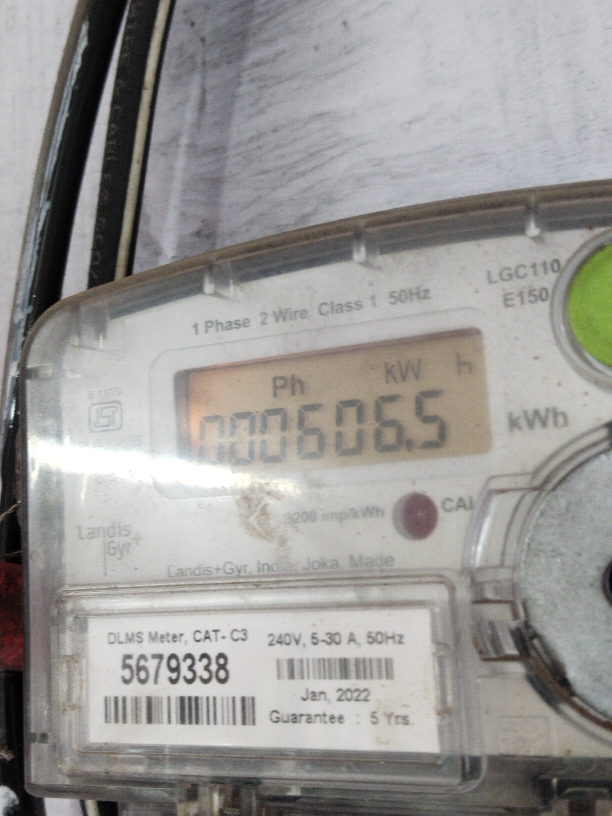 LGC110
E150
1 Phase 2 Wire Class 1 50Hz
Ph KW h
000606.5
kWh
3200 imp/kWh
CAL
Landis
Gyr+
Landis+Gyr, India, Joka, Made
DLMS Meter, CAT- C3
240V, 5-30 A, 50Hz
5679338
Jan, 2022
Guarantee : 5 Yrs.